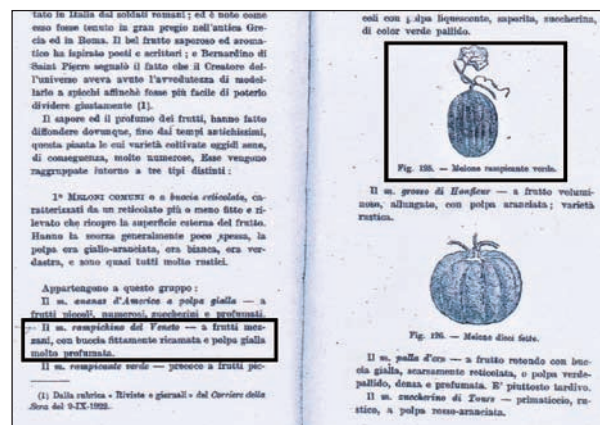 tato in Italia dai soldati romani; ed è noto come
esso fosse tenuto in gran pregio nell'antica Gre-
cia ed in Roma. Il bel frutto saporoso ed aroma-
tico ha ispirato poeti e scrittori; e Bernardino di
Saint Pierre segnalò il fatto che il Creatore del-
l'universo aveva avuto l'avvedutezza di model-
larlo a spicchi affinchè fosse più facile di poterlo
dividere giustamente (1).
Il sapore ed il profumo dei frutti, hanno fatto
diffondere dovunque, fino dai tempi antichissimi,
questa pianta le cui varietà coltivate oggidì sono,
di conseguenza, molto numerose. Esse vengono
raggruppate intorno a tre tipi distinti:
1° MELONI COMUNI o a buccia reticolata, ca-
ratterizzati da un reticolato più o meno fitto e ri-
levato che ricopre la superficie esterna del frutto.
Hanno la scorza generalmente poco spessa, la
polpa ora giallo-aranciata, ora bianca, ora ver-
dastra, e sono quasi tutti molto rustici.
Appartengono a questo gruppo:
Il m. ananas d'America a polpa gialla — a
frutti piccoli, numerosi, zuccherini e profumati.
Il m. rampichino del Veneto — a frutti mez-
zani, con buccia fittamente ricamata e polpa gialla
molto profumata.
Il m. rampicante verde — precoce a frutti pic-
(1) Dalla rubrica « Riviste e giornali » del Corriere della
Sera del 9-IX-1922.
coli con polpa liquescente, saporita, zuccherina,
di color verde pallido.
Fig. 125. — Melone rampicante verde.
Il m. grosso di Honfleur — a frutto volumi-
noso, allungato, con polpa aranciata; varietà
rustica.
Fig. 126. — Melone dieci fette.
Il m. palla d'oro — a frutto rotondo con buc-
cia gialla, scarsamente reticolata, o polpa verde-
pallido, densa e profumata. E' piuttosto tardivo.
Il m. zuccherino di Tours — primaticcio, ru-
stico, a polpa rosso-aranciata.